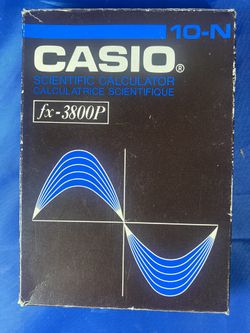 10-N
CASIO®
SCIENTIFIC CALCULATOR
CALCULATRICE SCIENTIFIQUE
fx-3800P